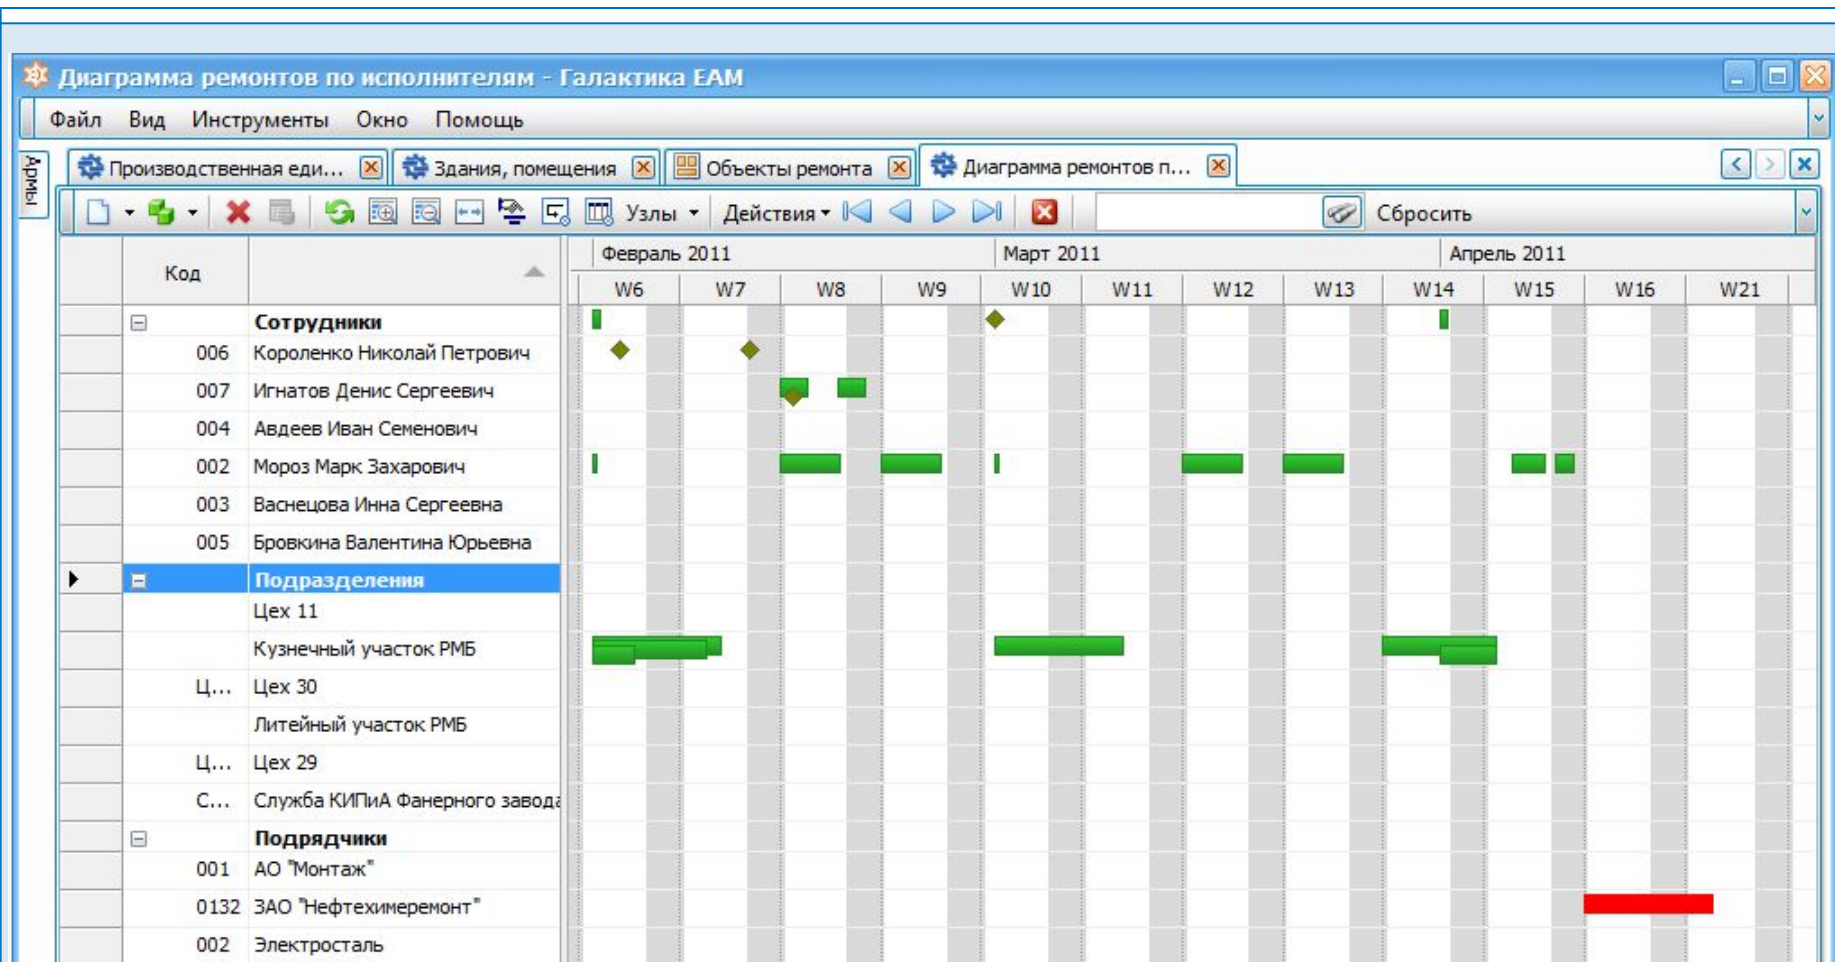 Диаграмма ремонтов по исполнителям - Галактика EAM
Файл Вид Инструменты Окно Помощь
Армы
Производственная еди... Здания, помещения Объекты ремонта Диаграмма ремонтов п...
Узлы Действия Сбросить
Код Февраль 2011 Март 2011 Апрель 2011
W6 W7 W8 W9 W10 W11 W12 W13 W14 W15 W16 W21
Сотрудники
006 Короленко Николай Петрович
007 Игнатов Денис Сергеевич
004 Авдеев Иван Семенович
002 Мороз Марк Захарович
003 Васнецова Инна Сергеевна
005 Бровкина Валентина Юрьевна
Подразделения
Цех 11
Кузнечный участок РМБ
Ц... Цех 30
Литейный участок РМБ
Ц... Цех 29
С... Служба КИПиА Фанерного завода
Подрядчики
001 АО "Монтаж"
0132 ЗАО "Нефтехимеремонт"
002 Электросталь